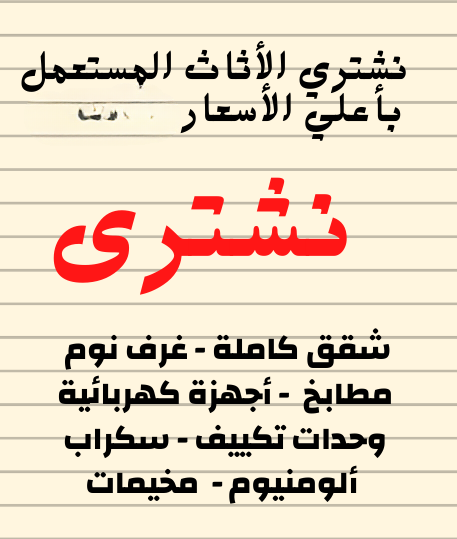 نشتري الأثاث المستعمل
بأعلي الأسعار
نشترى
شقق كاملة - غرف نوم
مطابخ - أجهزة كهربائية
وحدات تكييف - سكراب
ألومنيوم - مخيمات